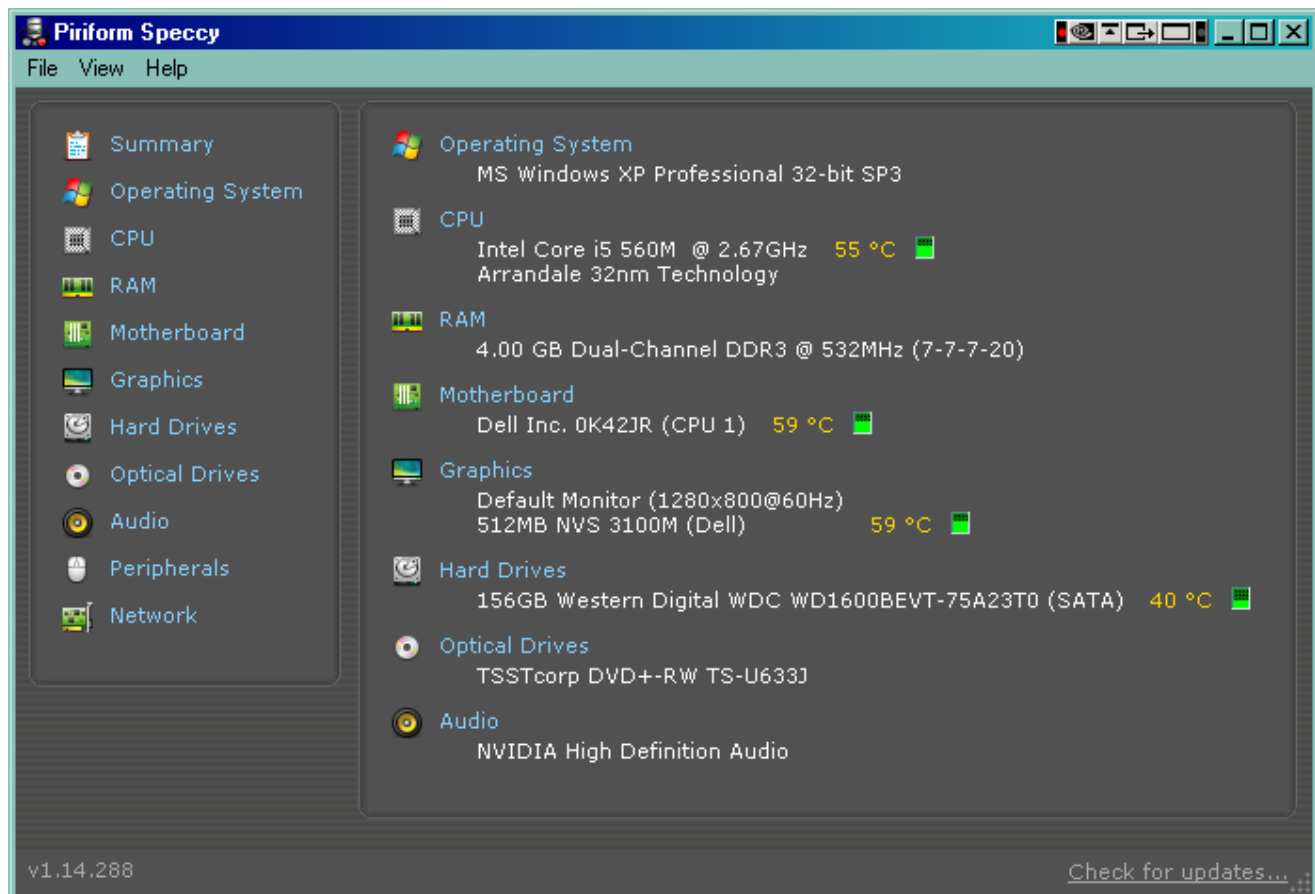 Piriform Speccy
File View Help
Summary
Operating System
CPU
RAM
Motherboard
Graphics
Hard Drives
Optical Drives
Audio
Peripherals
Network
Operating System
MS Windows XP Professional 32-bit SP3
CPU
Intel Core i5 560M @ 2.67GHz 55 °C
Arrandale 32nm Technology
RAM
4.00 GB Dual-Channel DDR3 @ 532MHz (7-7-7-20)
Motherboard
Dell Inc. 0K42JR (CPU 1) 59 °C
Graphics
Default Monitor (1280x800@60Hz)
512MB NVS 3100M (Dell) 59 °C
Hard Drives
156GB Western Digital WDC WD1600BEVT-75A23T0 (SATA) 40 °C
Optical Drives
TSSTcorp DVD+-RW TS-U633J
Audio
NVIDIA High Definition Audio
v1.14.288
Check for updates...